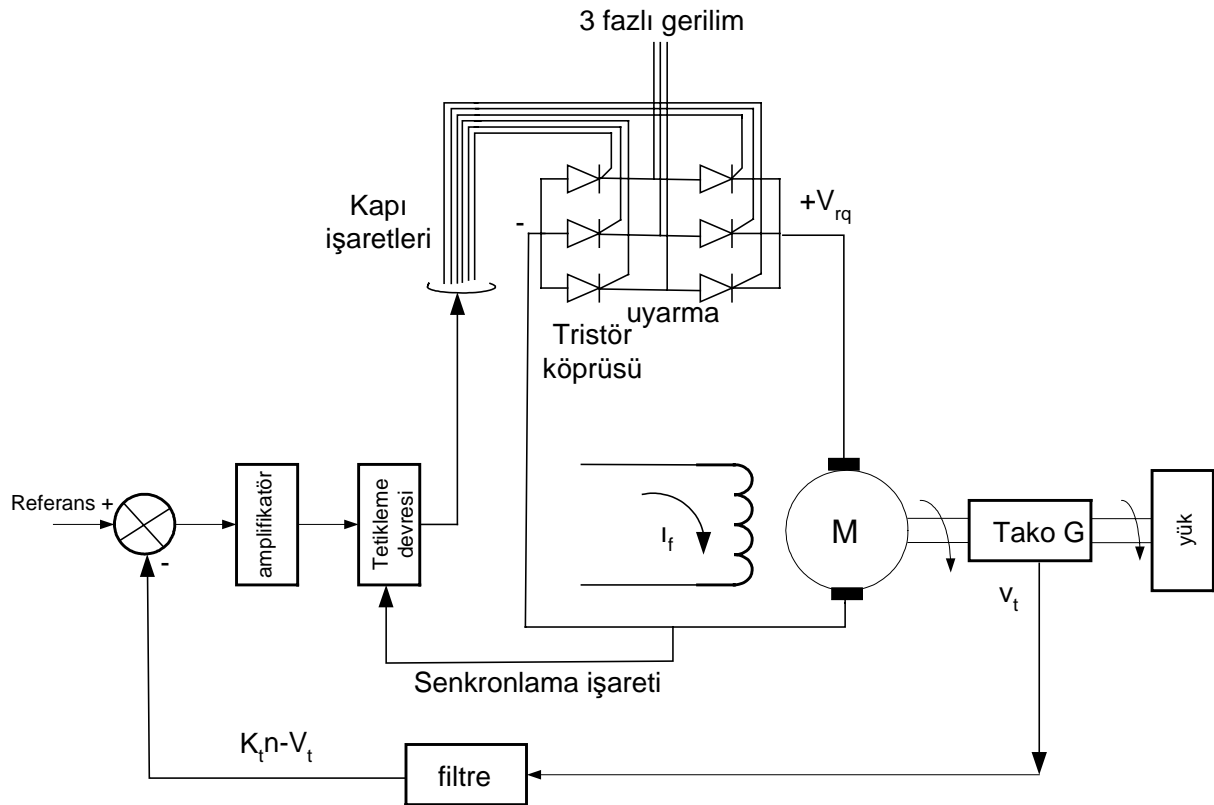 3 fazlı gerilim
Kapı
işaretleri
-
+V_rq
uyarma
Tristör
köprüsü
Referans +
-
amplifikatör
Tetikleme
devresi
I_f
M
Tako G
yük
v_t
Senkronlama işareti
K_tn-V_t
filtre